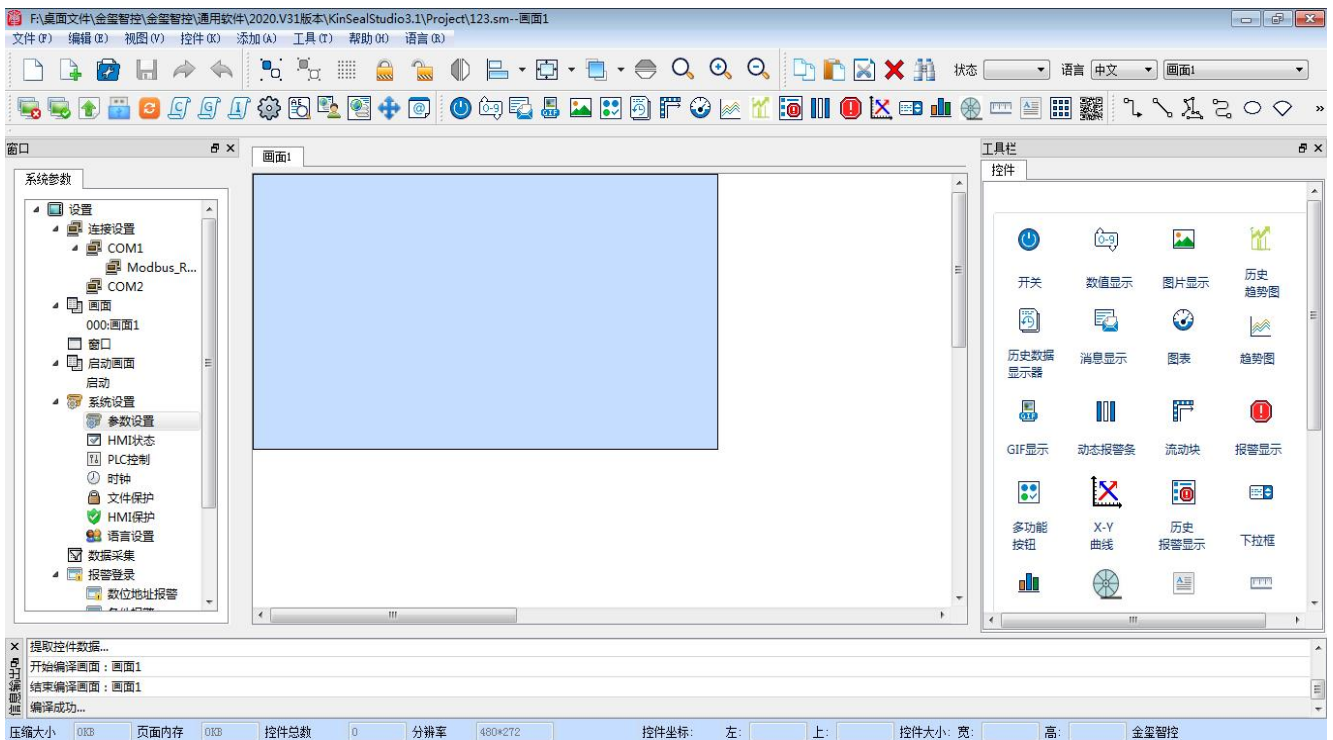 F:\桌面文件\金玺智控\金玺智控\通用软件\2020.V31版本\KinSealStudio3.1\Project\123.sm--画面1
文件(F) 编辑(E) 视图(V) 控件(K) 添加(A) 工具(T) 帮助(H) 语言(R)
状态 语言 中文 画面1
窗口
系统参数
设置
连接设置
COM1
Modbus_R...
COM2
画面
000:画面1
窗口
启动画面
启动
系统设置
参数设置
HMI状态
PLC控制
时钟
文件保护
HMI保护
语言设置
数据采集
报警登录
数位地址报警
画面1
工具栏
控件
开关 数值显示 图片显示 历史
趋势图
历史数据
显示器 消息显示 图表 趋势图
GIF显示 动态报警条 流动块 报警显示
多功能
按钮 X-Y
曲线 历史
报警显示 下拉框
信息输出
提取控件数据...
开始编译画面：画面1
结束编译画面：画面1
编译成功...
压缩大小 0KB 页面内存 0KB 控件总数 0 分辨率 480*272 控件坐标: 左: 上: 控件大小: 宽: 高: 金玺智控